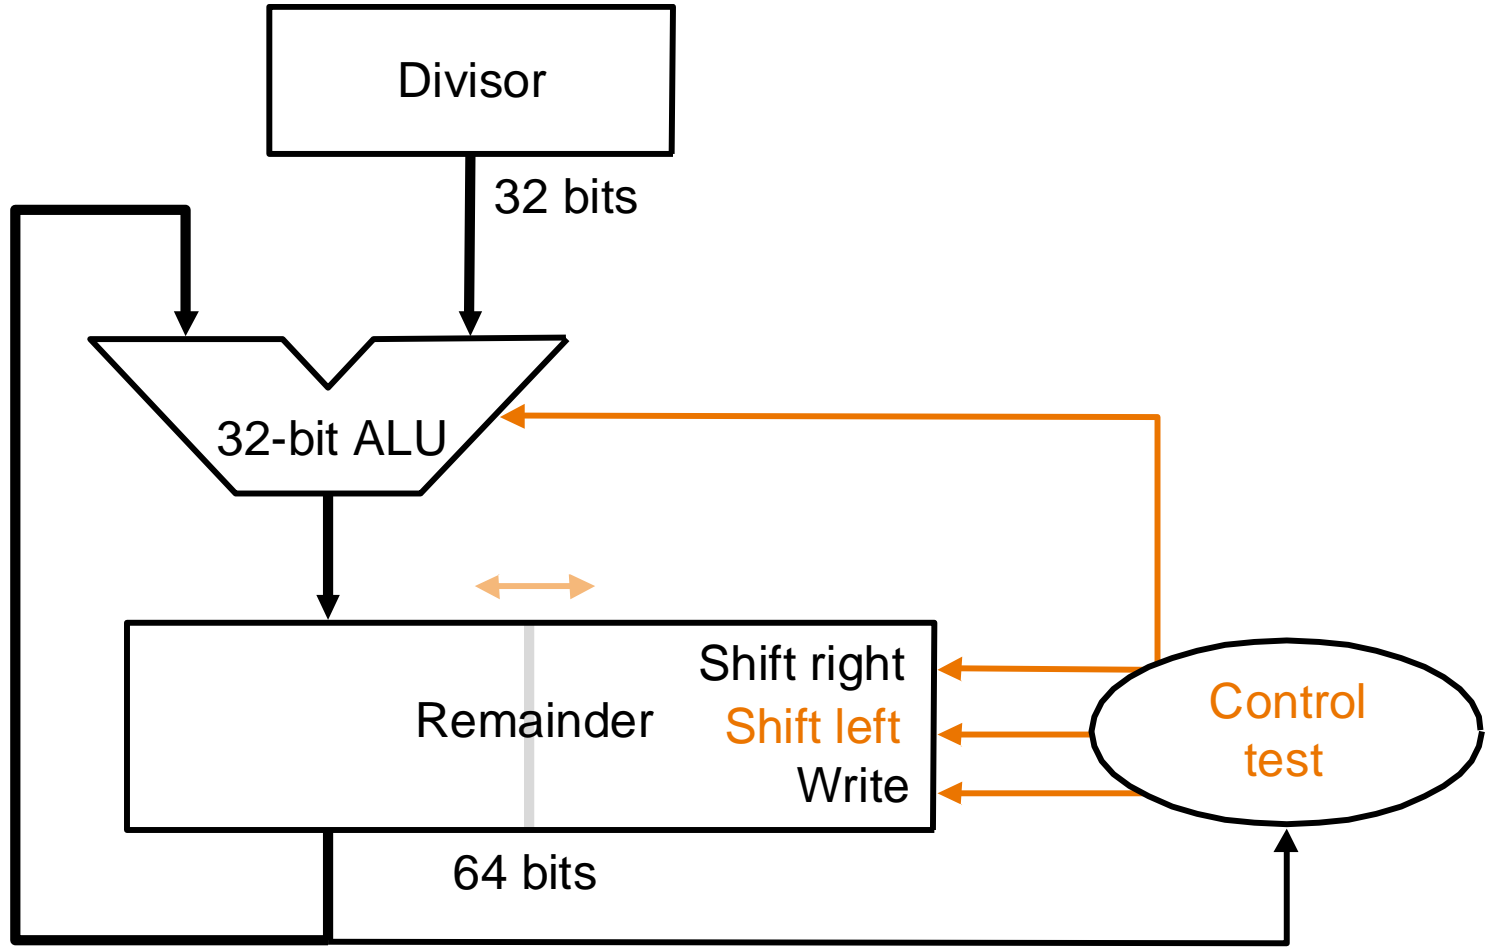 Divisor
32 bits
32-bit ALU
Shift right
Remainder
Shift left
Write
Control
test
64 bits